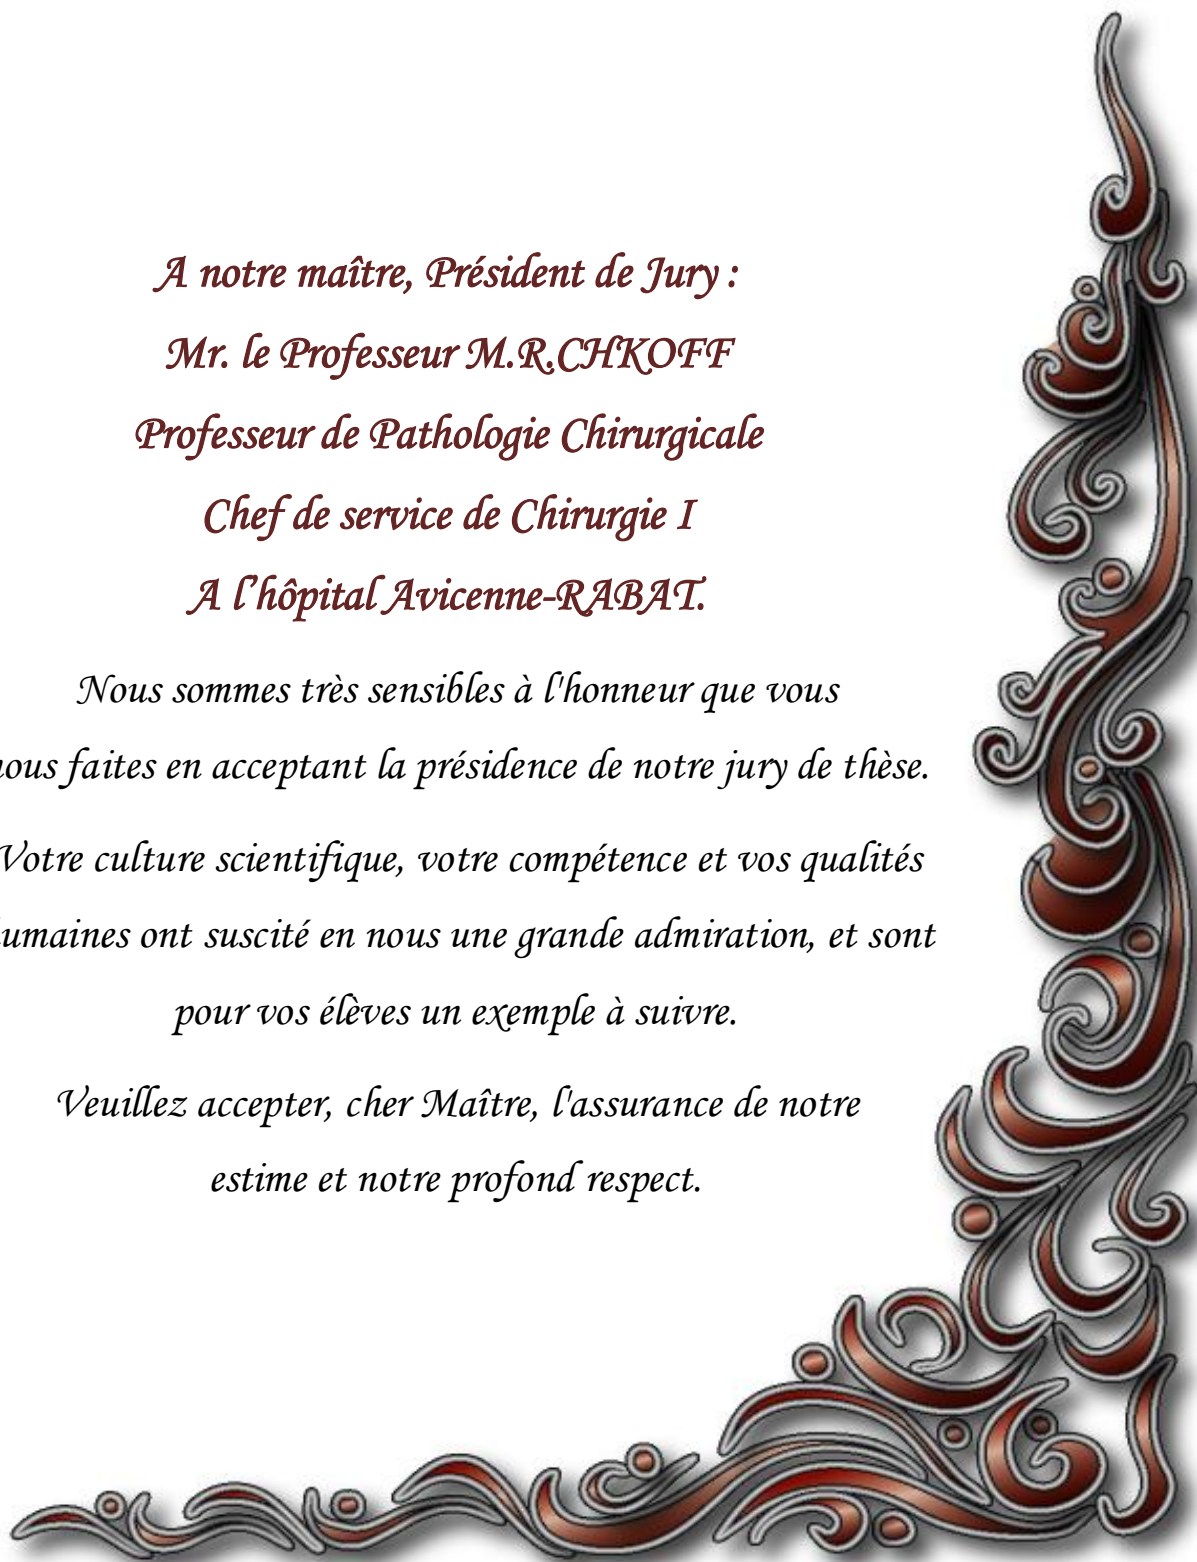 A notre maître, Président de Jury :
Mr. le Professeur M.R.CHKOFF
Professeur de Pathologie Chirurgicale
Chef de service de Chirurgie I
A l’hôpital Avicenne-RABAT.
Nous sommes très sensibles à l'honneur que vous
nous faites en acceptant la présidence de notre jury de thèse.
Votre culture scientifique, votre compétence et vos qualités
humaines ont suscité en nous une grande admiration, et sont
pour vos élèves un exemple à suivre.
Veuillez accepter, cher Maître, l'assurance de notre
estime et notre profond respect.